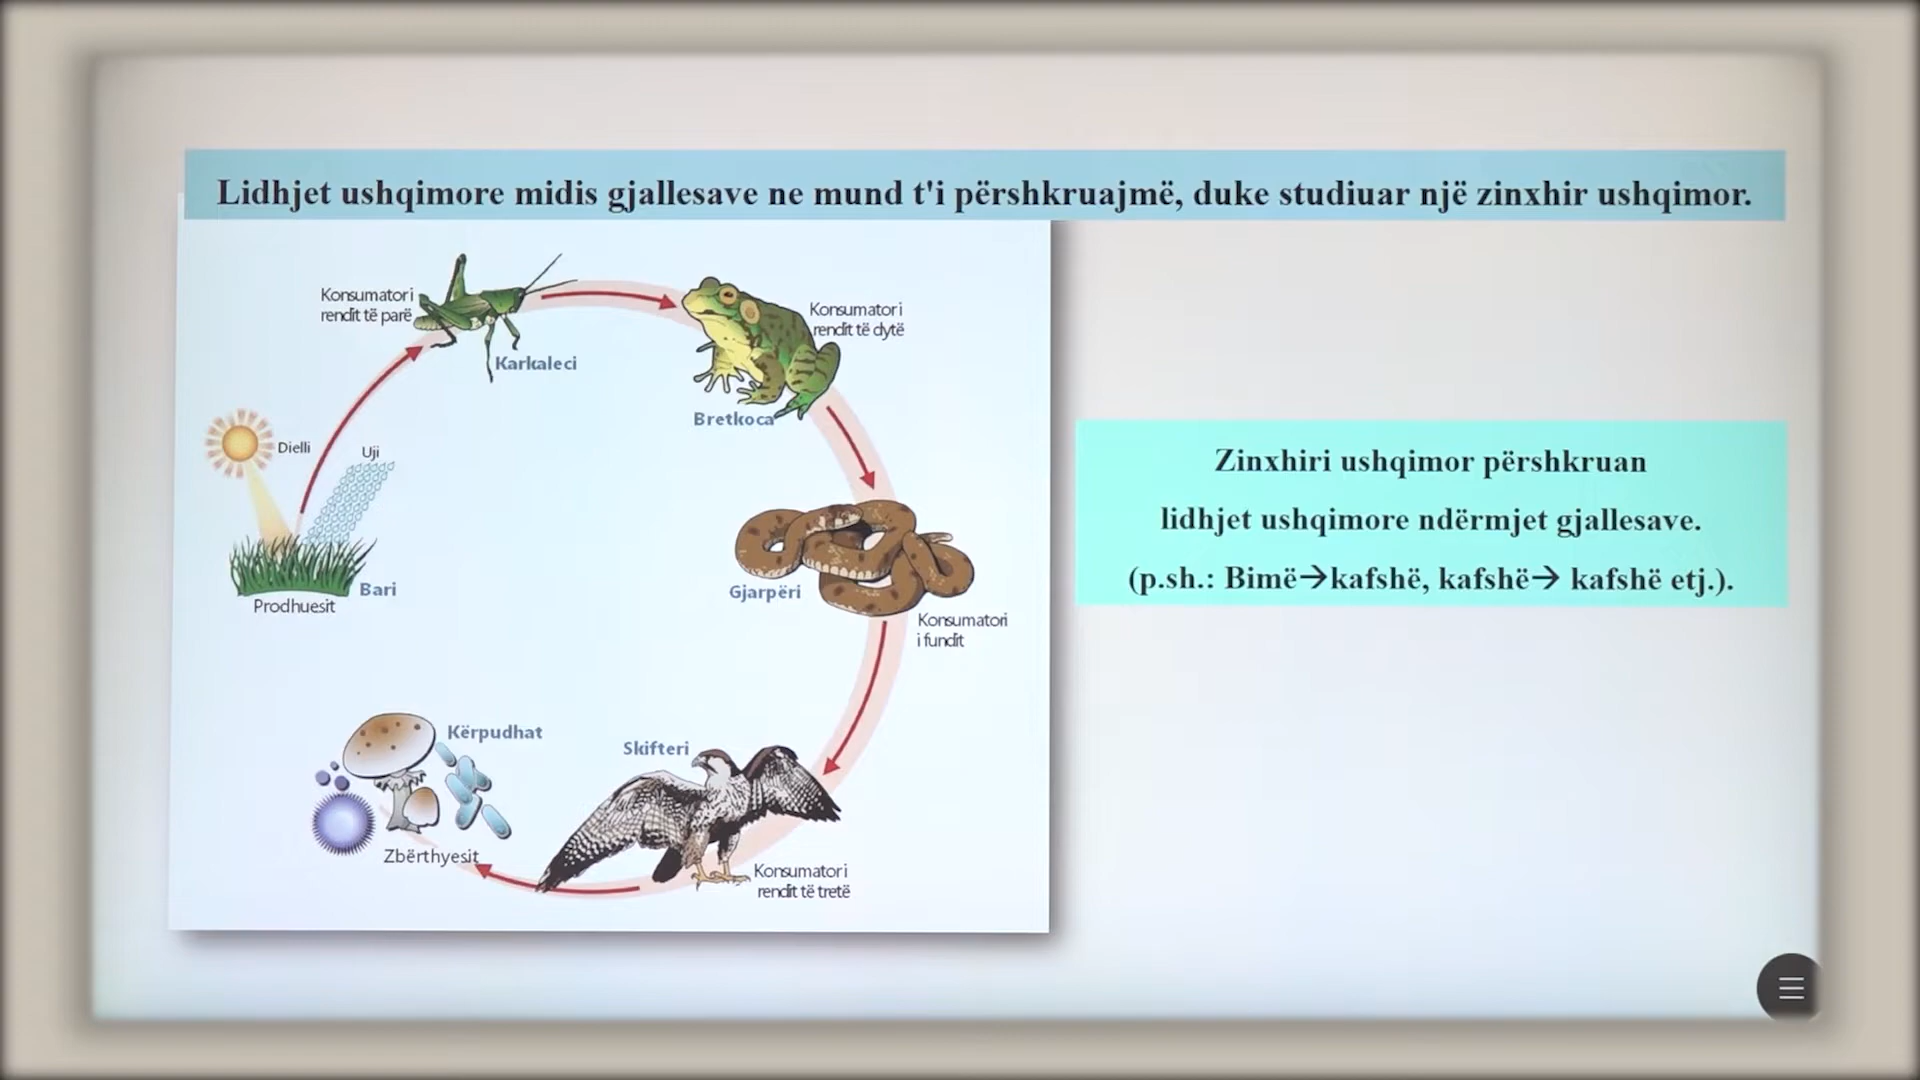 Lidhjet ushqimore midis gjallesave ne mund t'i përshkruajmë, duke studiuar një zinxhir ushqimor.
Konsumatori
rendit të parë
Karkaleci
Konsumatori
rendit të dytë
Bretkoca
Dielli
Uji
Bari
Prodhuesit
Gjarpëri
Konsumatori
i fundit
Kërpudhat
Zbërthyesit
Skifteri
Konsumatori
rendit të tretë
Zinxhiri ushqimor përshkruan
lidhjet ushqimore ndërmjet gjallesave.
(p.sh.: Bimë→kafshë, kafshë→ kafshë etj.).